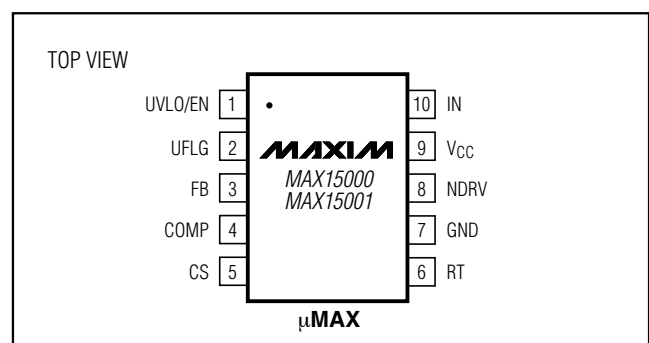 TOP VIEW
UVLO/EN 1 10 IN
UFLG 2 MAXIM 9 VCC
FB 3 MAX15000 8 NDRV
MAX15001
COMP 4 7 GND
CS 5 6 RT
μMAX